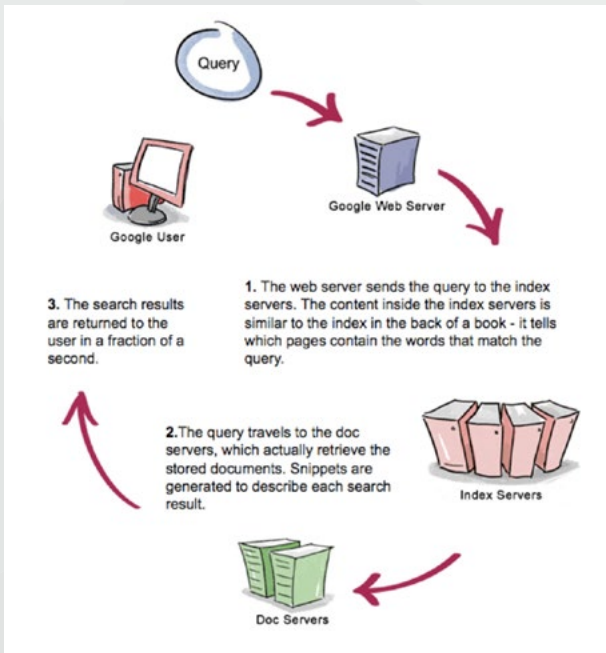 Query
Google Web Server
Google User
1. The web server sends the query to the index
servers. The content inside the index servers is
similar to the index in the back of a book - it tells
which pages contain the words that match the
query.
3. The search results
are returned to the
user in a fraction of a
second.
2.The query travels to the doc
servers, which actually retrieve the
stored documents. Snippets are
generated to describe each search
result.
Index Servers
Doc Servers